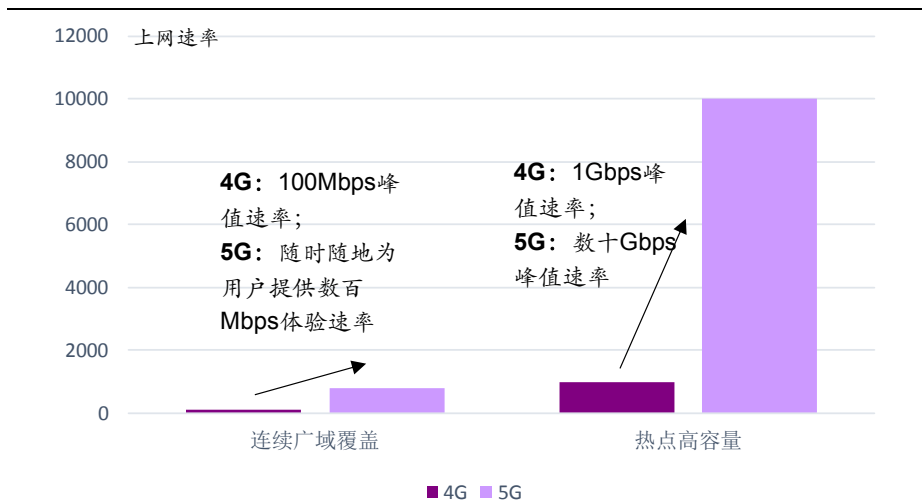 12000
上网速率
10000
8000
6000
4000
2000
0
4G：100Mbps峰
值速率；
5G：随时随地为
用户提供数百
Mbps体验速率
4G：1Gbps峰
值速率；
5G：数十Gbps
峰值速率
连续广域覆盖
热点高容量
4G 5G